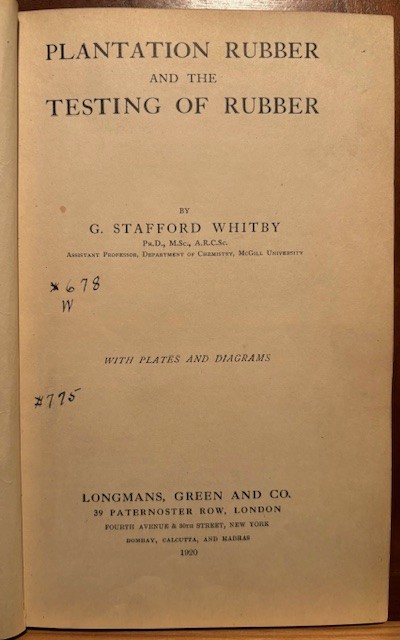 PLANTATION RUBBER
AND THE
TESTING OF RUBBER
BY
G. STAFFORD WHITBY
PH.D., M.SC., A.R.C.SC.
ASSISTANT PROFESSOR, DEPARTMENT OF CHEMISTRY, MCGILL UNIVERSITY
*678
W
WITH PLATES AND DIAGRAMS
#775
LONGMANS, GREEN AND CO.
39 PATERNOSTER ROW, LONDON
FOURTH AVENUE & 30TH STREET, NEW YORK
BOMBAY, CALCUTTA, AND MADRAS
1920